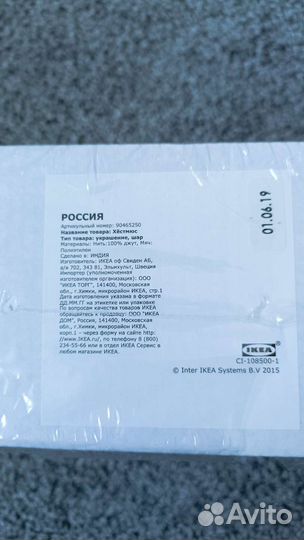 РОССИЯ
Артикульный номер: 90465250
Название товара: Хёстмюс
Тип товара: украшение, шар
Материалы: Нить:100% джут, Мяч:
Полиэтилен
Сделано в: ИНДИЯ
Изготовитель: ИКЕА оф Свиден АБ,
а/я 702, 343 81, Эльмхульт, Швеция
Импортер (уполномоченная
изготовителем организация): ООО
"ИКЕА ТОРГ", 141400, Московская
обл., г.Химки, микрорайон ИКЕА, стр.1
Дата изготовления указана в формате
ДД.ММ.ГГ на этикетке или упаковке
По вопросам качества товаров ИКЕА
обращайтесь к продавцу: ООО "ИКЕА
ДОМ", Россия, 141400, Московская
обл., г.Химки, микрорайон ИКЕА,
корп.1 - через форму на сайте http:
//www.IKEA.ru/, по телефону 8 (800)
234-55-66 или в отдел ИКЕА Сервис в
любом магазине ИКЕА.
01.06.19
IKEA
CI-108500-1
© Inter IKEA Systems B.V 2015
Avito